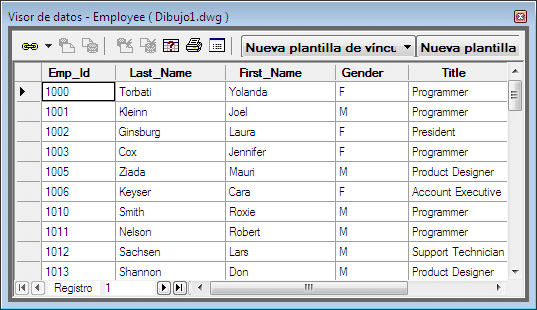 Visor de datos - Employee ( Dibujo1.dwg )
Nueva plantilla de víncu Nueva plantilla
Emp_Id Last_Name First_Name Gender Title
1000 Torbati Yolanda F Programmer
1001 Kleinn Joel M Programmer
1002 Ginsburg Laura F President
1003 Cox Jennifer F Programmer
1005 Ziada Mauri M Product Designer
1006 Keyser Cara F Account Executive
1010 Smith Roxie M Programmer
1011 Nelson Robert M Programmer
1012 Sachsen Lars M Support Technician
1013 Shannon Don M Product Designer
Registro 1